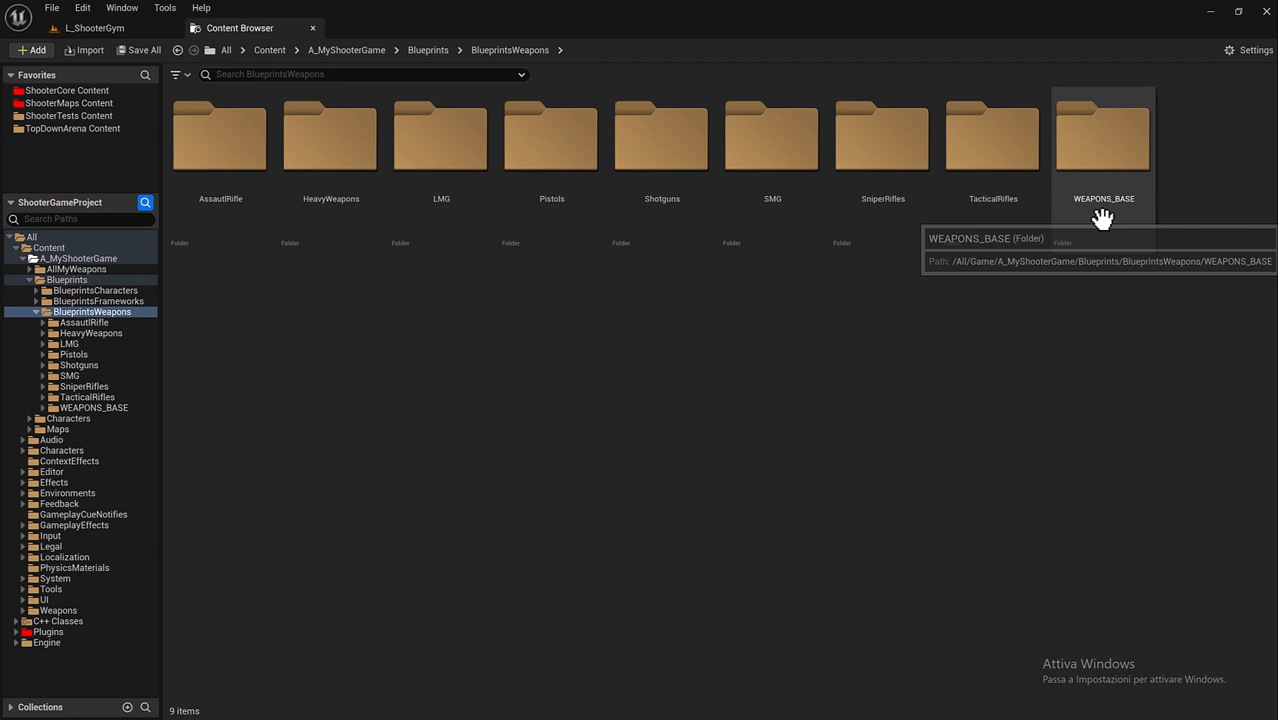 File Edit Window Tools Help
L_ShooterGym
Content Browser
Add Import Save All All Content A_MyShooterGame Blueprints BlueprintsWeapons Settings
Favorites
ShooterCore Content
ShooterMaps Content
ShooterTests Content
TopDownArena Content
ShooterGameProject
Search Paths
All
Content
A_MyShooterGame
AllMyWeapons
Blueprints
BlueprintsCharacters
BlueprintsFrameworks
BlueprintsWeapons
AssautlRifle
HeavyWeapons
LMG
Pistols
Shotguns
SMG
SniperRifles
TacticalRifles
WEAPONS_BASE
Characters
Maps
Audio
Characters
ContextEffects
Editor
Effects
Environments
Feedback
GameplayCueNotifies
GameplayEffects
Input
Legal
Localization
PhysicsMaterials
System
Tools
UI
Weapons
C++ Classes
Plugins
Engine
Collections
Search BlueprintsWeapons
AssautlRifle HeavyWeapons LMG Pistols Shotguns SMG SniperRifles TacticalRifles WEAPONS_BASE
Folder Folder Folder Folder Folder Folder Folder Folder
WEAPONS_BASE (Folder)
Path: /All/Game/A_MyShooterGame/Blueprints/BlueprintsWeapons/WEAPONS_BASE
Attiva Windows
Passa a Impostazioni per attivare Windows.
9 items